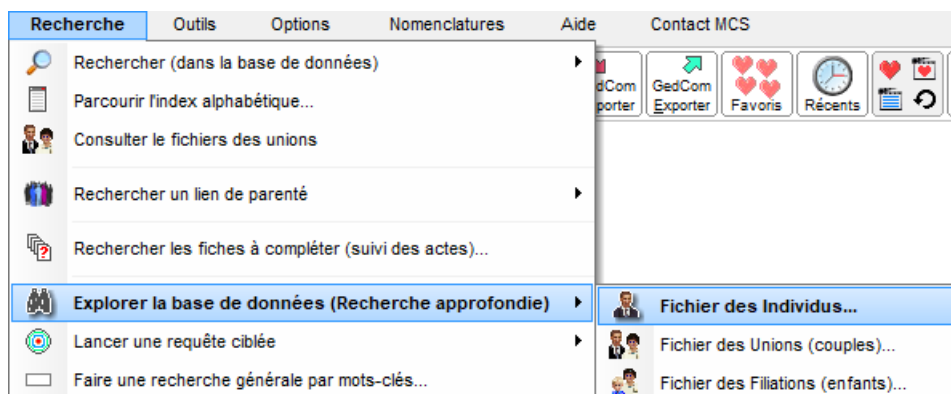 Recherche Outils Options Nomenclatures Aide Contact MCS
Rechercher (dans la base de données)
Parcourir l'index alphabétique...
Consulter le fichiers des unions
Rechercher un lien de parenté
Rechercher les fiches à compléter (suivi des actes)...
Explorer la base de données (Recherche approfondie)
Lancer une requête ciblée
Faire une recherche générale par mots-clés...
GedCom
Exporter
Favoris
Récents
Fichier des Individus...
Fichier des Unions (couples)...
Fichier des Filiations (enfants)...